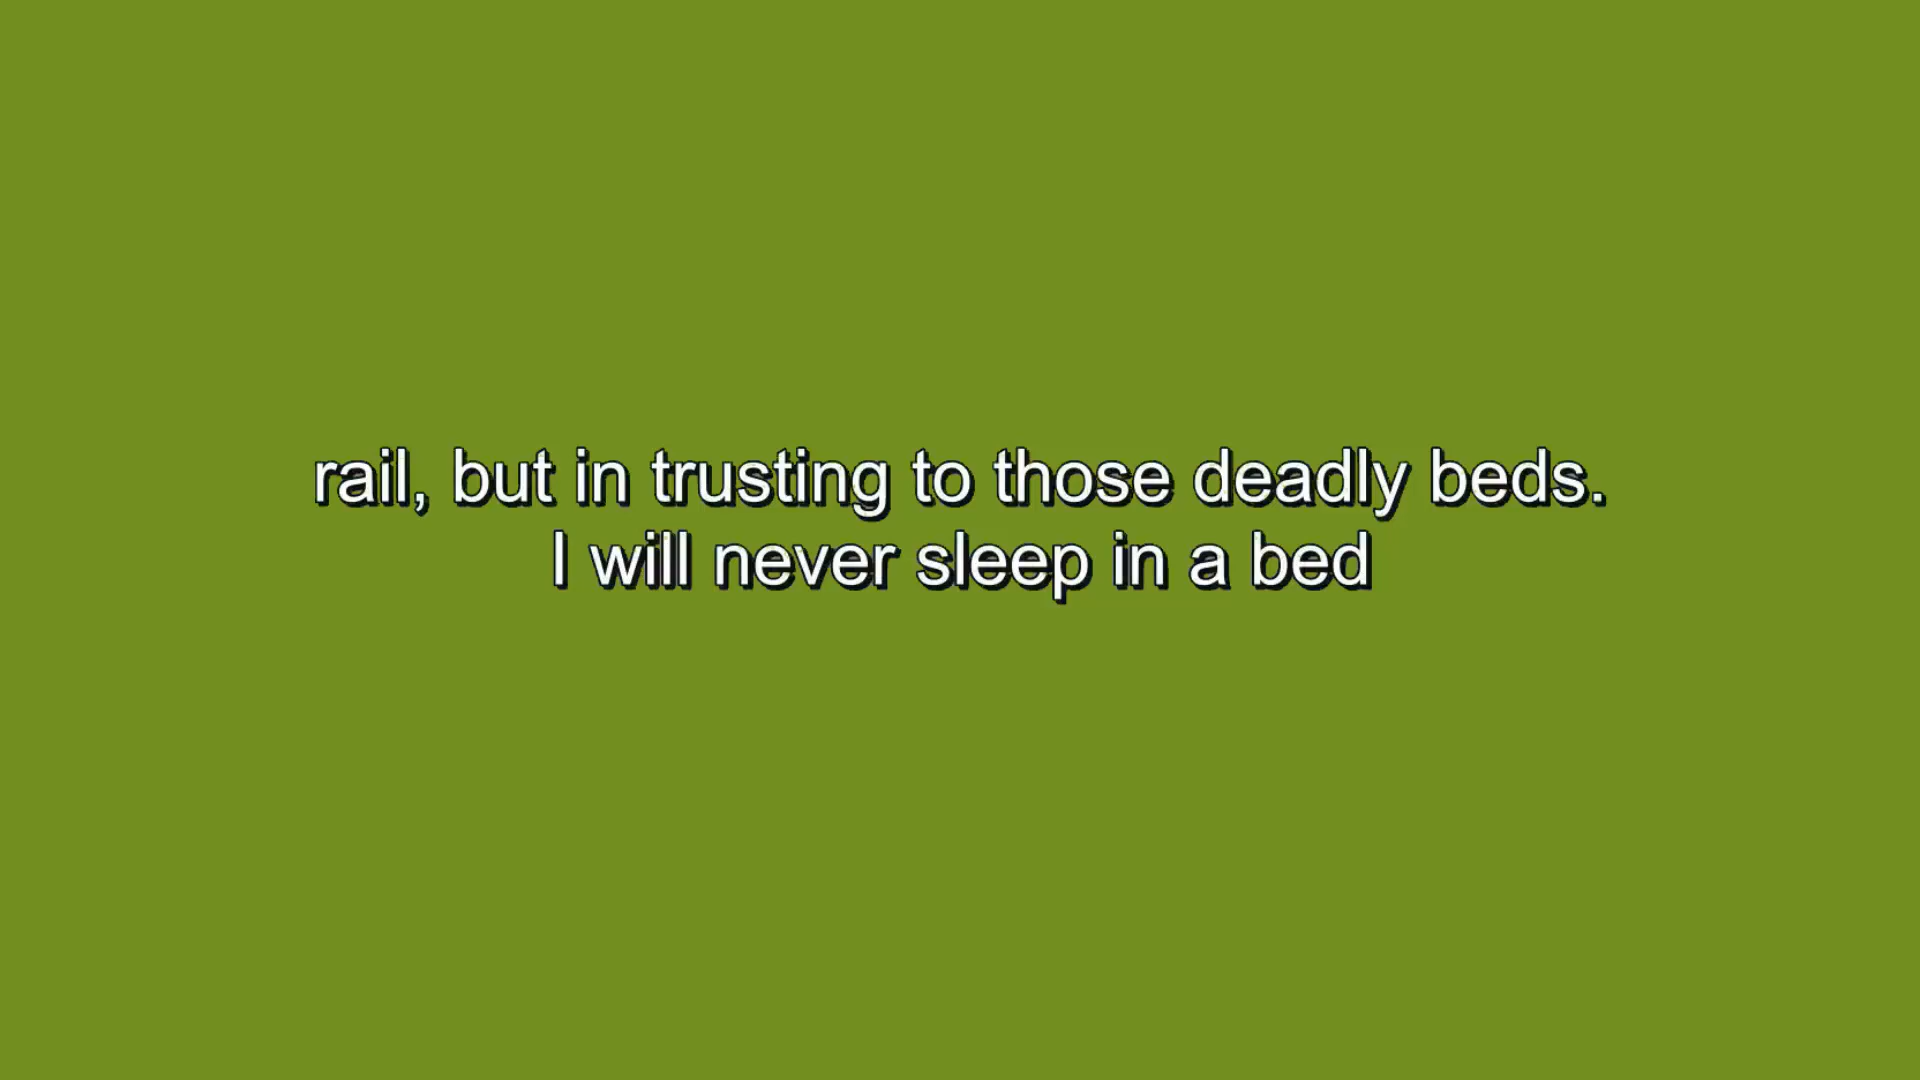 rail, but in trusting to those deadly beds.
I will never sleep in a bed